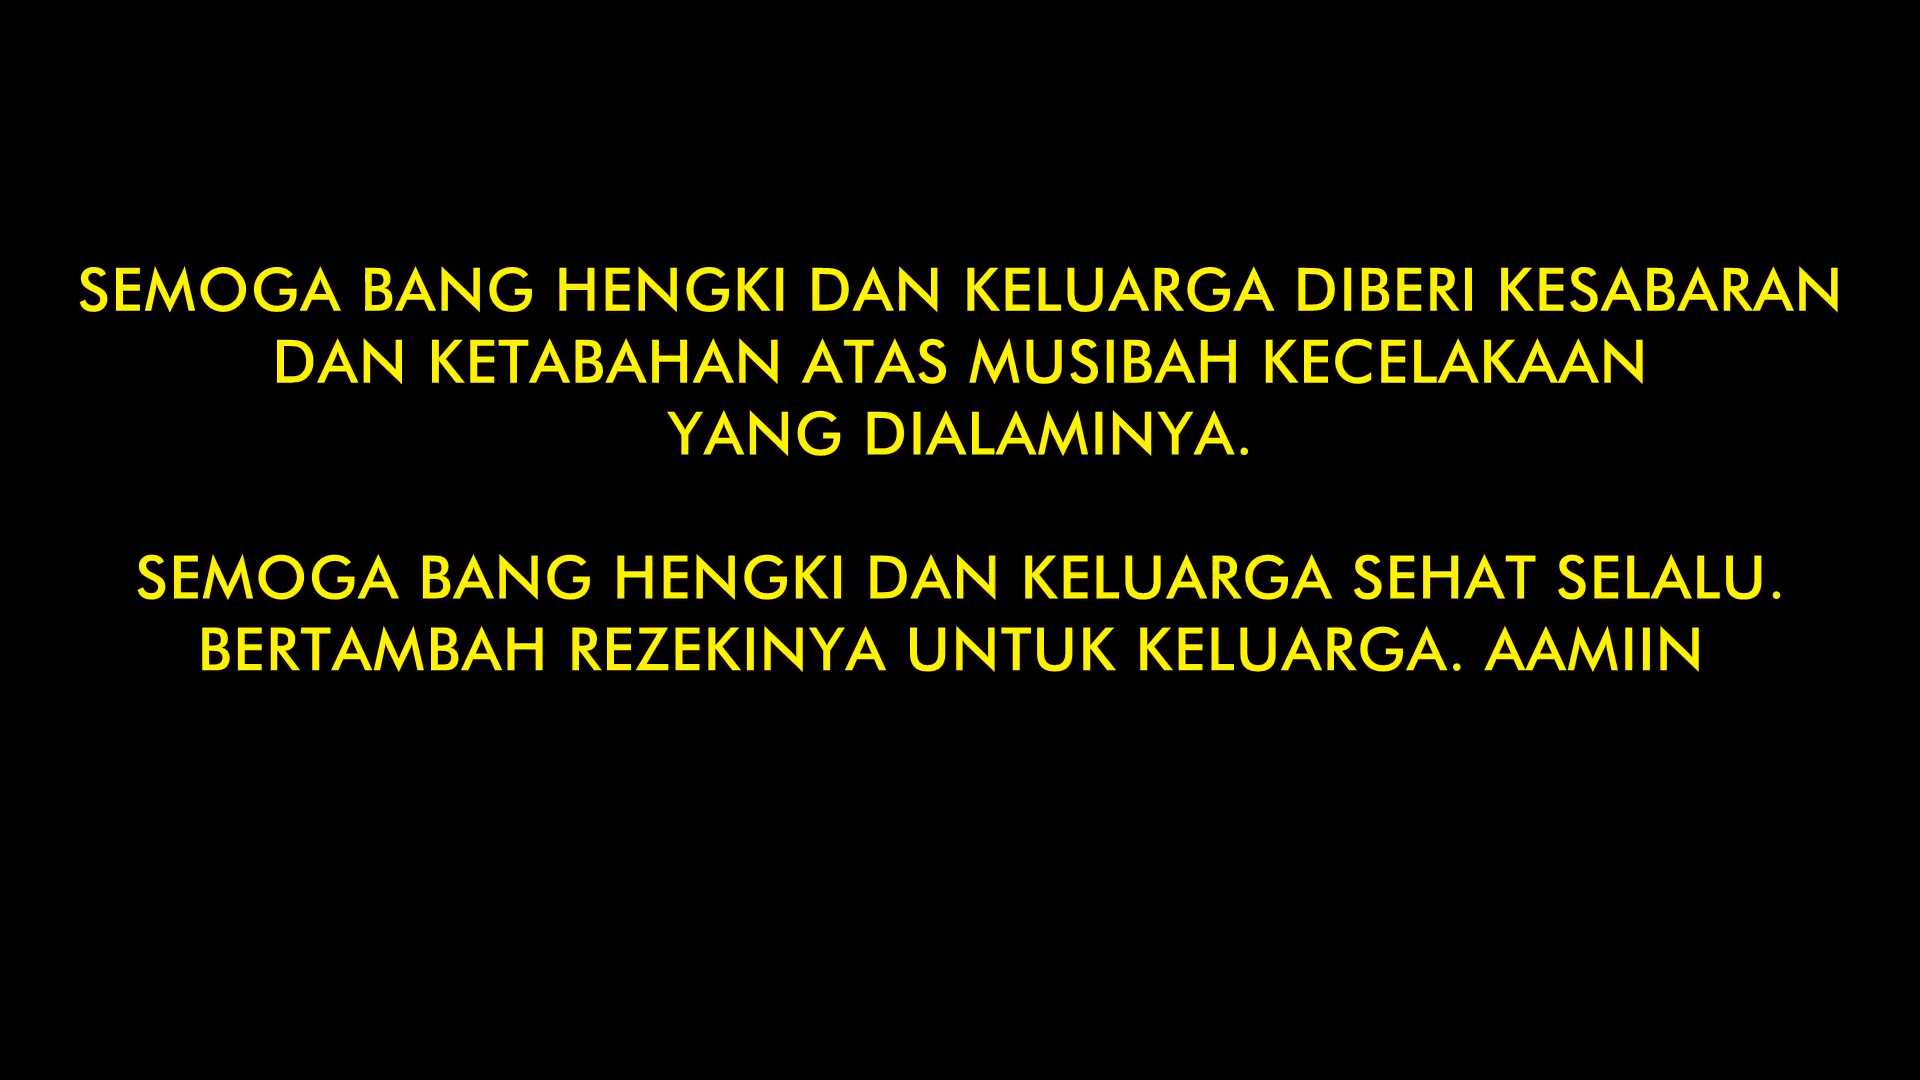 SEMOGA BANG HENGKI DAN KELUARGA DIBERI KESABARAN
DAN KETABAHAN ATAS MUSIBAH KECELAKAAN
YANG DIALAMINYA.
SEMOGA BANG HENGKI DAN KELUARGA SEHAT SELALU.
BERTAMBAH REZEKINYA UNTUK KELUARGA. AAMIIN